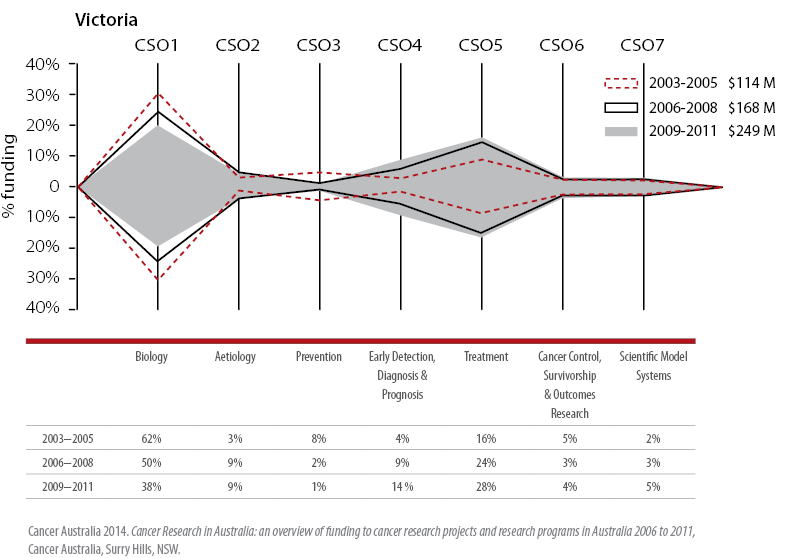 Victoria
CSO1 CSO2 CSO3 CSO4 CSO5 CSO6 CSO7
40%
30%
20%
10%
0
10%
20%
30%
40%
% funding
2003-2005 $114 M
2006-2008 $168 M
2009-2011 $249 M
Biology Aetiology Prevention Early Detection, Treatment Cancer Control, Scientific Model
Diagnosis & Survivorship Systems
Prognosis & Outcomes
Research
2003–2005 62% 3% 8% 4% 16% 5% 2%
2006–2008 50% 9% 2% 9% 24% 3% 3%
2009–2011 38% 9% 1% 14 % 28% 4% 5%
Cancer Australia 2014. Cancer Research in Australia: an overview of funding to cancer research projects and research programs in Australia 2006 to 2011,
Cancer Australia, Surry Hills, NSW.